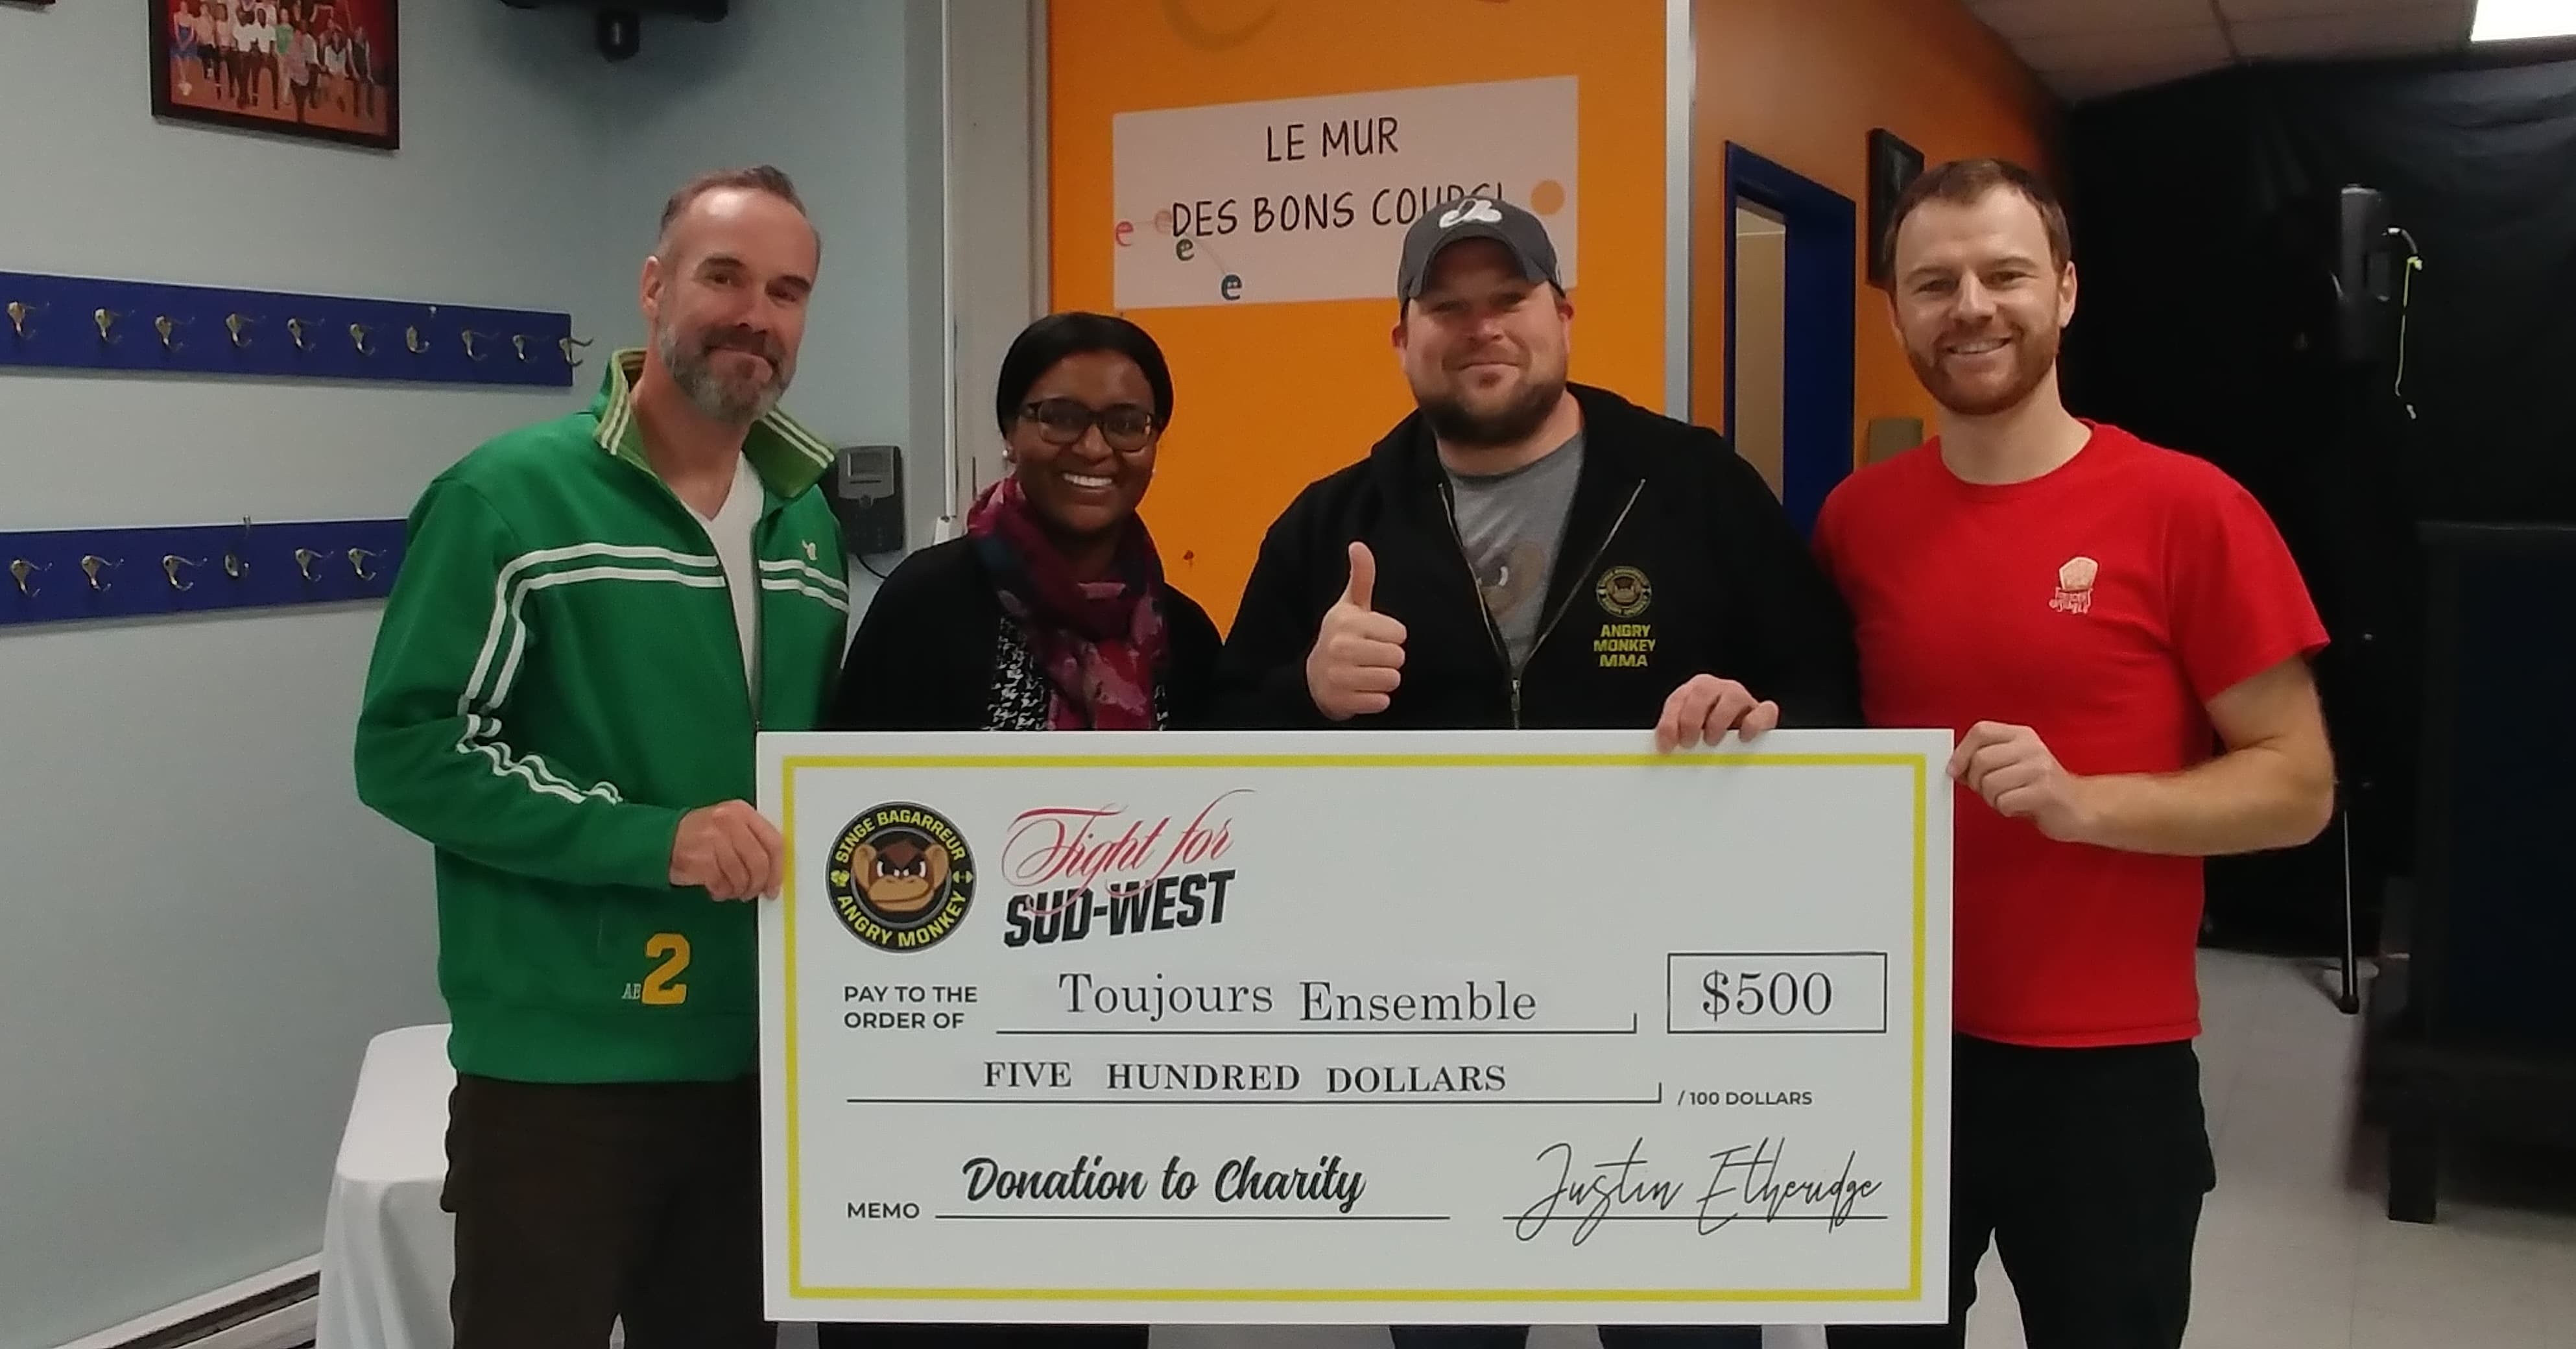 LE MUR
DES BONS COUPS!
e e
e
e
ANGRY
MONKEY
MMA
SINGE BAGARREUR
ANGRY MONKEY
Fight for
SUD-WEST
PAY TO THE
ORDER OF
Toujours Ensemble
$500
FIVE HUNDRED DOLLARS
/ 100 DOLLARS
MEMO
Donation to Charity
Justin Etheridge
AB 2